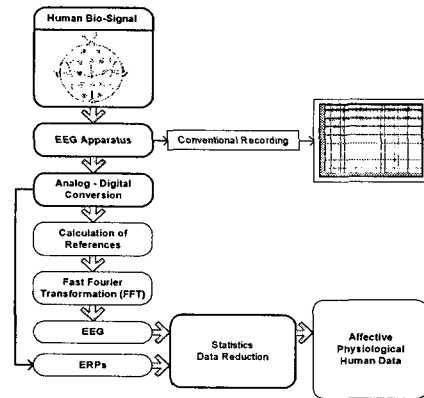 Human Bio-Signal
EEG Apparatus
Conventional Recording
Analog - Digital
Conversion
Calculation of
References
Fast Fourier
Transformation (FFT)
EEG
ERPs
Statistics
Data Reduction
Affective
Physiological
Human Data